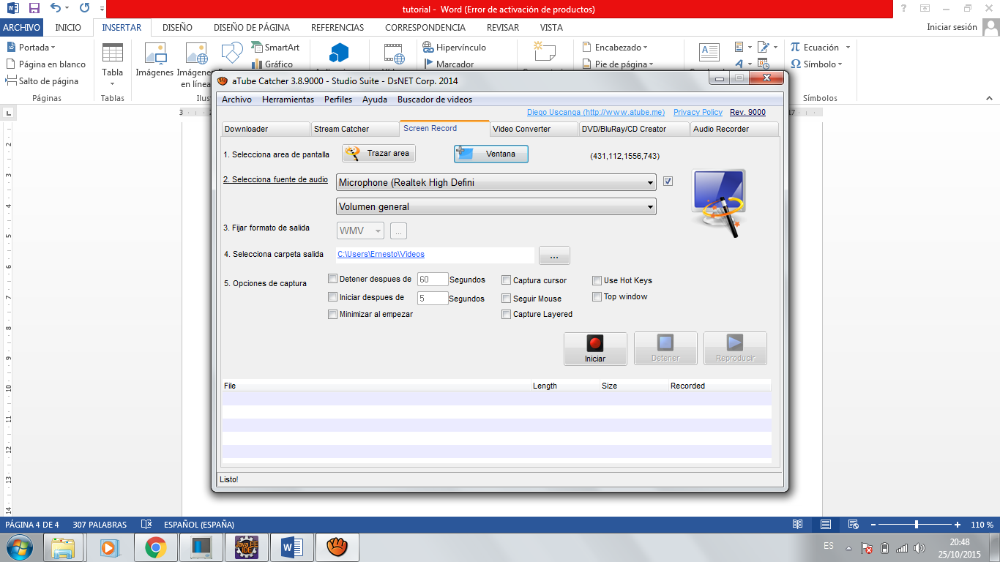 tutorial - Word (Error de activación de productos)
ARCHIVO INICIO INSERTAR DISEÑO DISEÑO DE PÁGINA REFERENCIAS CORRESPONDENCIA REVISAR VISTA Iniciar sesión
Portada
Página en blanco
Salto de página
Páginas
Tabla
Tablas
Imágenes
Imágenes
en línea
SmartArt
Gráfico
Hipervínculo
Marcador
Encabezado
Pie de página
Ecuación
Símbolo
Símbolos
aTube Catcher 3.8.9000 - Studio Suite - DsNET Corp. 2014
Archivo Herramientas Perfiles Ayuda Buscador de videos
Diego Uscanga (http://www.atube.me) Privacy Policy Rev. 9000
Downloader Stream Catcher Screen Record Video Converter DVD/BluRay/CD Creator Audio Recorder
1. Selecciona area de pantalla Trazar area Ventana (431,112,1556,743)
2. Selecciona fuente de audio Microphone (Realtek High Defini
Volumen general
3. Fijar formato de salida WMV ...
4. Selecciona carpeta salida C:\Users\Ernesto\Videos ...
5. Opciones de captura
Detener despues de 60 Segundos Captura cursor Use Hot Keys
Iniciar despues de 5 Segundos Seguir Mouse Top window
Minimizar al empezar Capture Layered
Iniciar Detener Reproducir
File Length Size Recorded
Listo!
PÁGINA 4 DE 4 307 PALABRAS ESPAÑOL (ESPAÑA) 110 %
Java EE
IDE
ES 20:48
25/10/2015